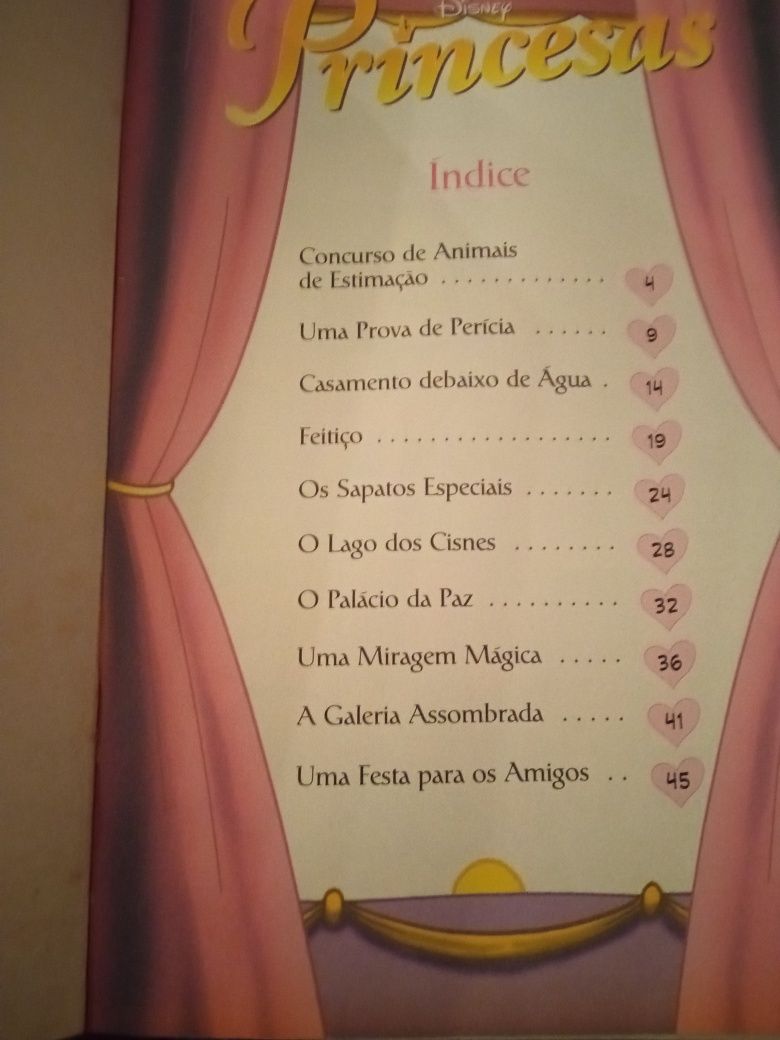 DISNEY
Princesas
Índice
Concurso de Animais
de Estimação . . . . . . . . . . . . . 4
Uma Prova de Perícia . . . . . . 9
Casamento debaixo de Água . 14
Feitiço . . . . . . . . . . . . . . . . . . 19
Os Sapatos Especiais . . . . . . . 24
O Lago dos Cisnes . . . . . . . . 28
O Palácio da Paz . . . . . . . . . . 32
Uma Miragem Mágica . . . . . 36
A Galeria Assombrada . . . . . 41
Uma Festa para os Amigos . . 45